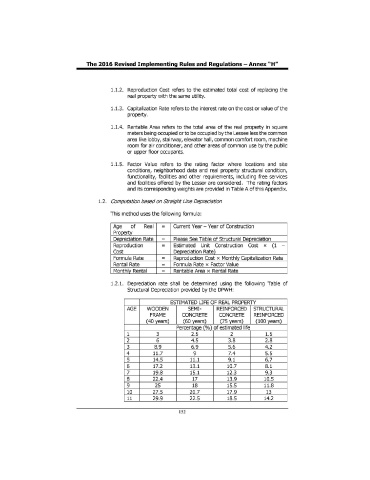 The 2016 Revised Implementing Rules and Regulations – Annex "H"
1.1.2. Reproduction Cost refers to the estimated total cost of replacing the
real property with the same utility.
1.1.3. Capitalization Rate refers to the interest rate on the cost or value of the
property.
1.1.4. Rentable Area refers to the total area of the real property in square
meters being occupied or to be occupied by the Lessee less the common
area like lobby, stairway, elevator hall, common comfort room, machine
room for air conditioner, and other areas of common use by the public
or upper floor occupants.
1.1.5. Factor Value refers to the rating factor where locations and site
conditions, neighborhood data and real property structural condition,
functionality, facilities and other requirements, including free services
and facilities offered by the Lessor are considered. The rating factors
and its corresponding weights are provided in Table A of this Appendix.
1.2. Computation based on Straight Line Depreciation
This method uses the following formula:
Age of Real = Current Year – Year of Construction
Property
Depreciation Rate = Please See Table of Structural Depreciation
Reproduction = Estimated Unit Construction Cost × (1 –
Cost Depreciation Rate)
Formula Rate = Reproduction Cost × Monthly Capitalization Rate
Rental Rate = Formula Rate × Factor Value
Monthly Rental = Rentable Area × Rental Rate
1.2.1. Depreciation rate shall be determined using the following Table of
Structural Depreciation provided by the DPWH:
ESTIMATED LIFE OF REAL PROPERTY
AGE WOODEN SEMI- REINFORCED STRUCTURAL
FRAME CONCRETE CONCRETE REINFORCED
(40 years) (60 years) (75 years) (100 years)
Percentage (%) of estimated life
1 3 2.5 2 1.5
2 6 4.5 3.8 2.8
3 8.9 6.9 5.6 4.2
4 11.7 9 7.4 5.5
5 14.5 11.1 9.1 6.7
6 17.2 13.1 10.7 8.1
7 19.8 15.1 12.3 9.3
8 22.4 17 13.9 10.5
9 25 18 15.5 11.8
10 27.5 20.7 17.9 13
11 29.9 22.5 18.5 14.2
152